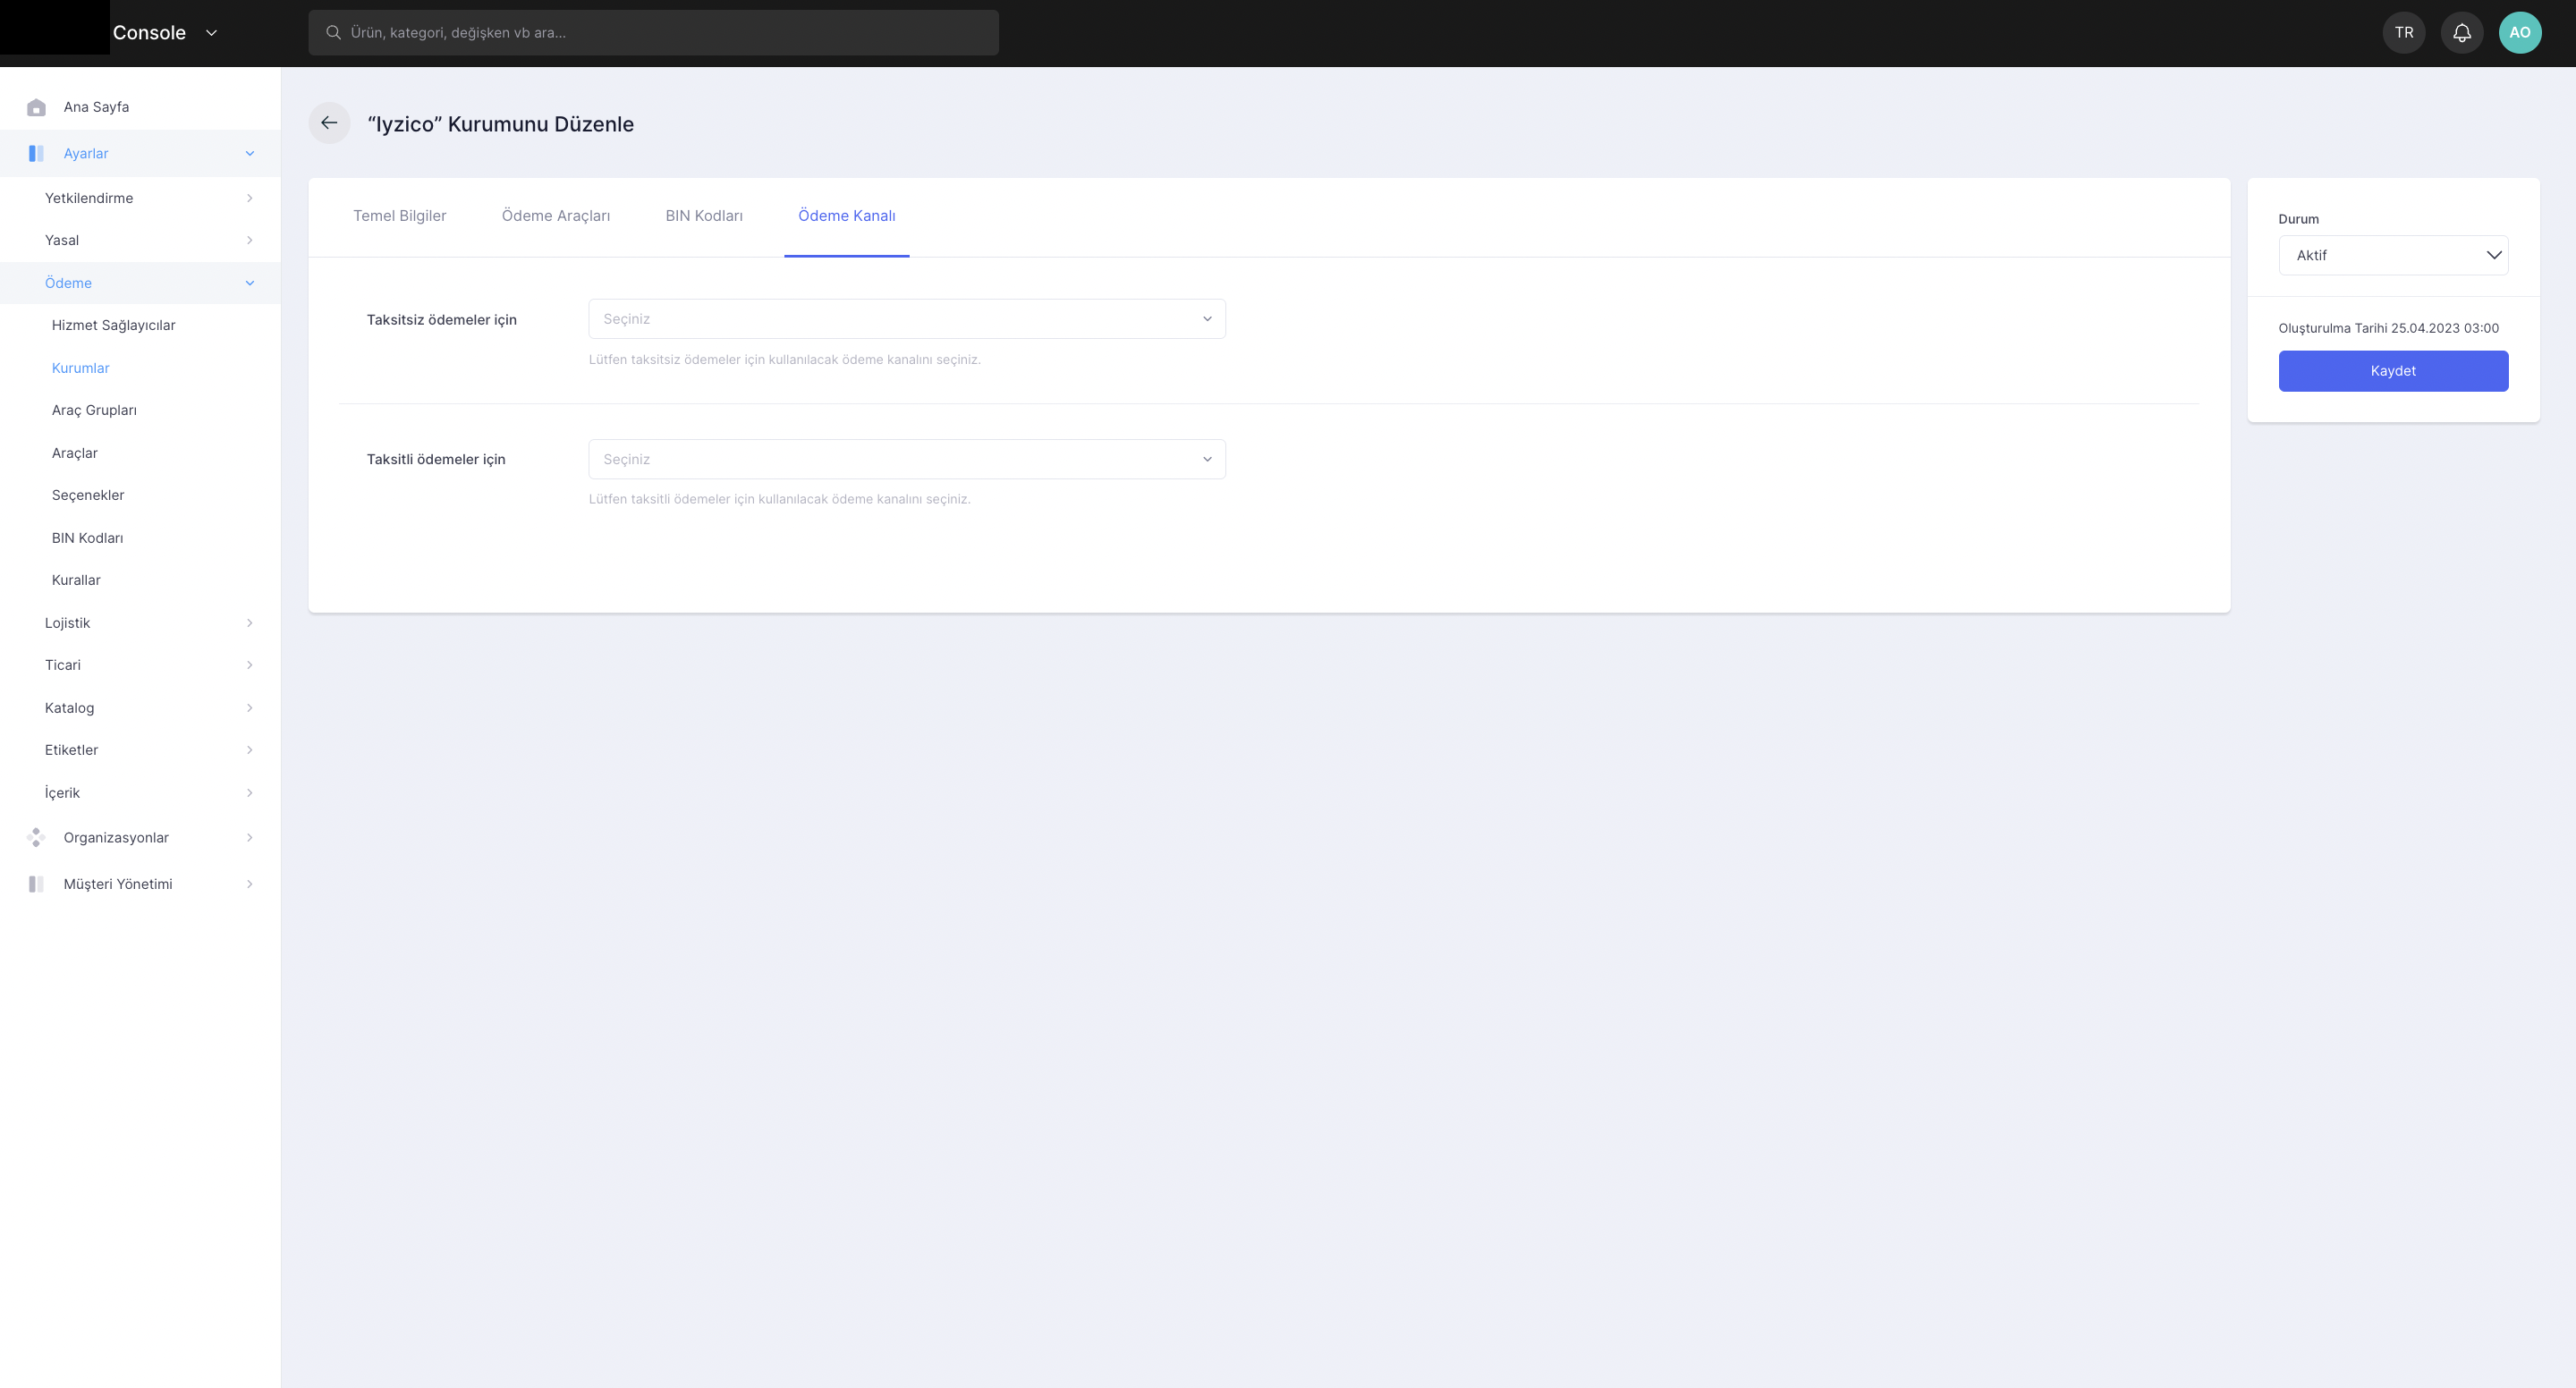 Console
Ürün, kategori, değişken vb ara...
TR
AO
Ana Sayfa
Ayarlar
Yetkilendirme
Yasal
Ödeme
Hizmet Sağlayıcılar
Kurumlar
Araç Grupları
Araçlar
Seçenekler
BIN Kodları
Kurallar
Lojistik
Ticari
Katalog
Etiketler
İçerik
Organizasyonlar
Müşteri Yönetimi
“Iyzico” Kurumunu Düzenle
Temel Bilgiler
Ödeme Araçları
BIN Kodları
Ödeme Kanalı
Taksitsiz ödemeler için
Seçiniz
Lütfen taksitsiz ödemeler için kullanılacak ödeme kanalını seçiniz.
Taksitli ödemeler için
Seçiniz
Lütfen taksitli ödemeler için kullanılacak ödeme kanalını seçiniz.
Durum
Aktif
Oluşturulma Tarihi 25.04.2023 03:00
Kaydet